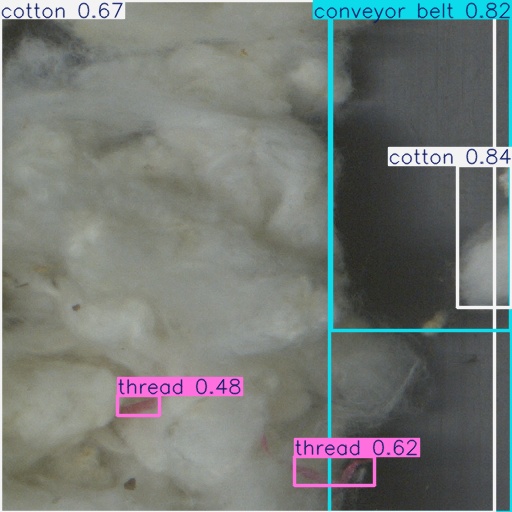 cotton 0.67
conveyor belt 0.82
cotton 0.84
thread 0.48
thread 0.62